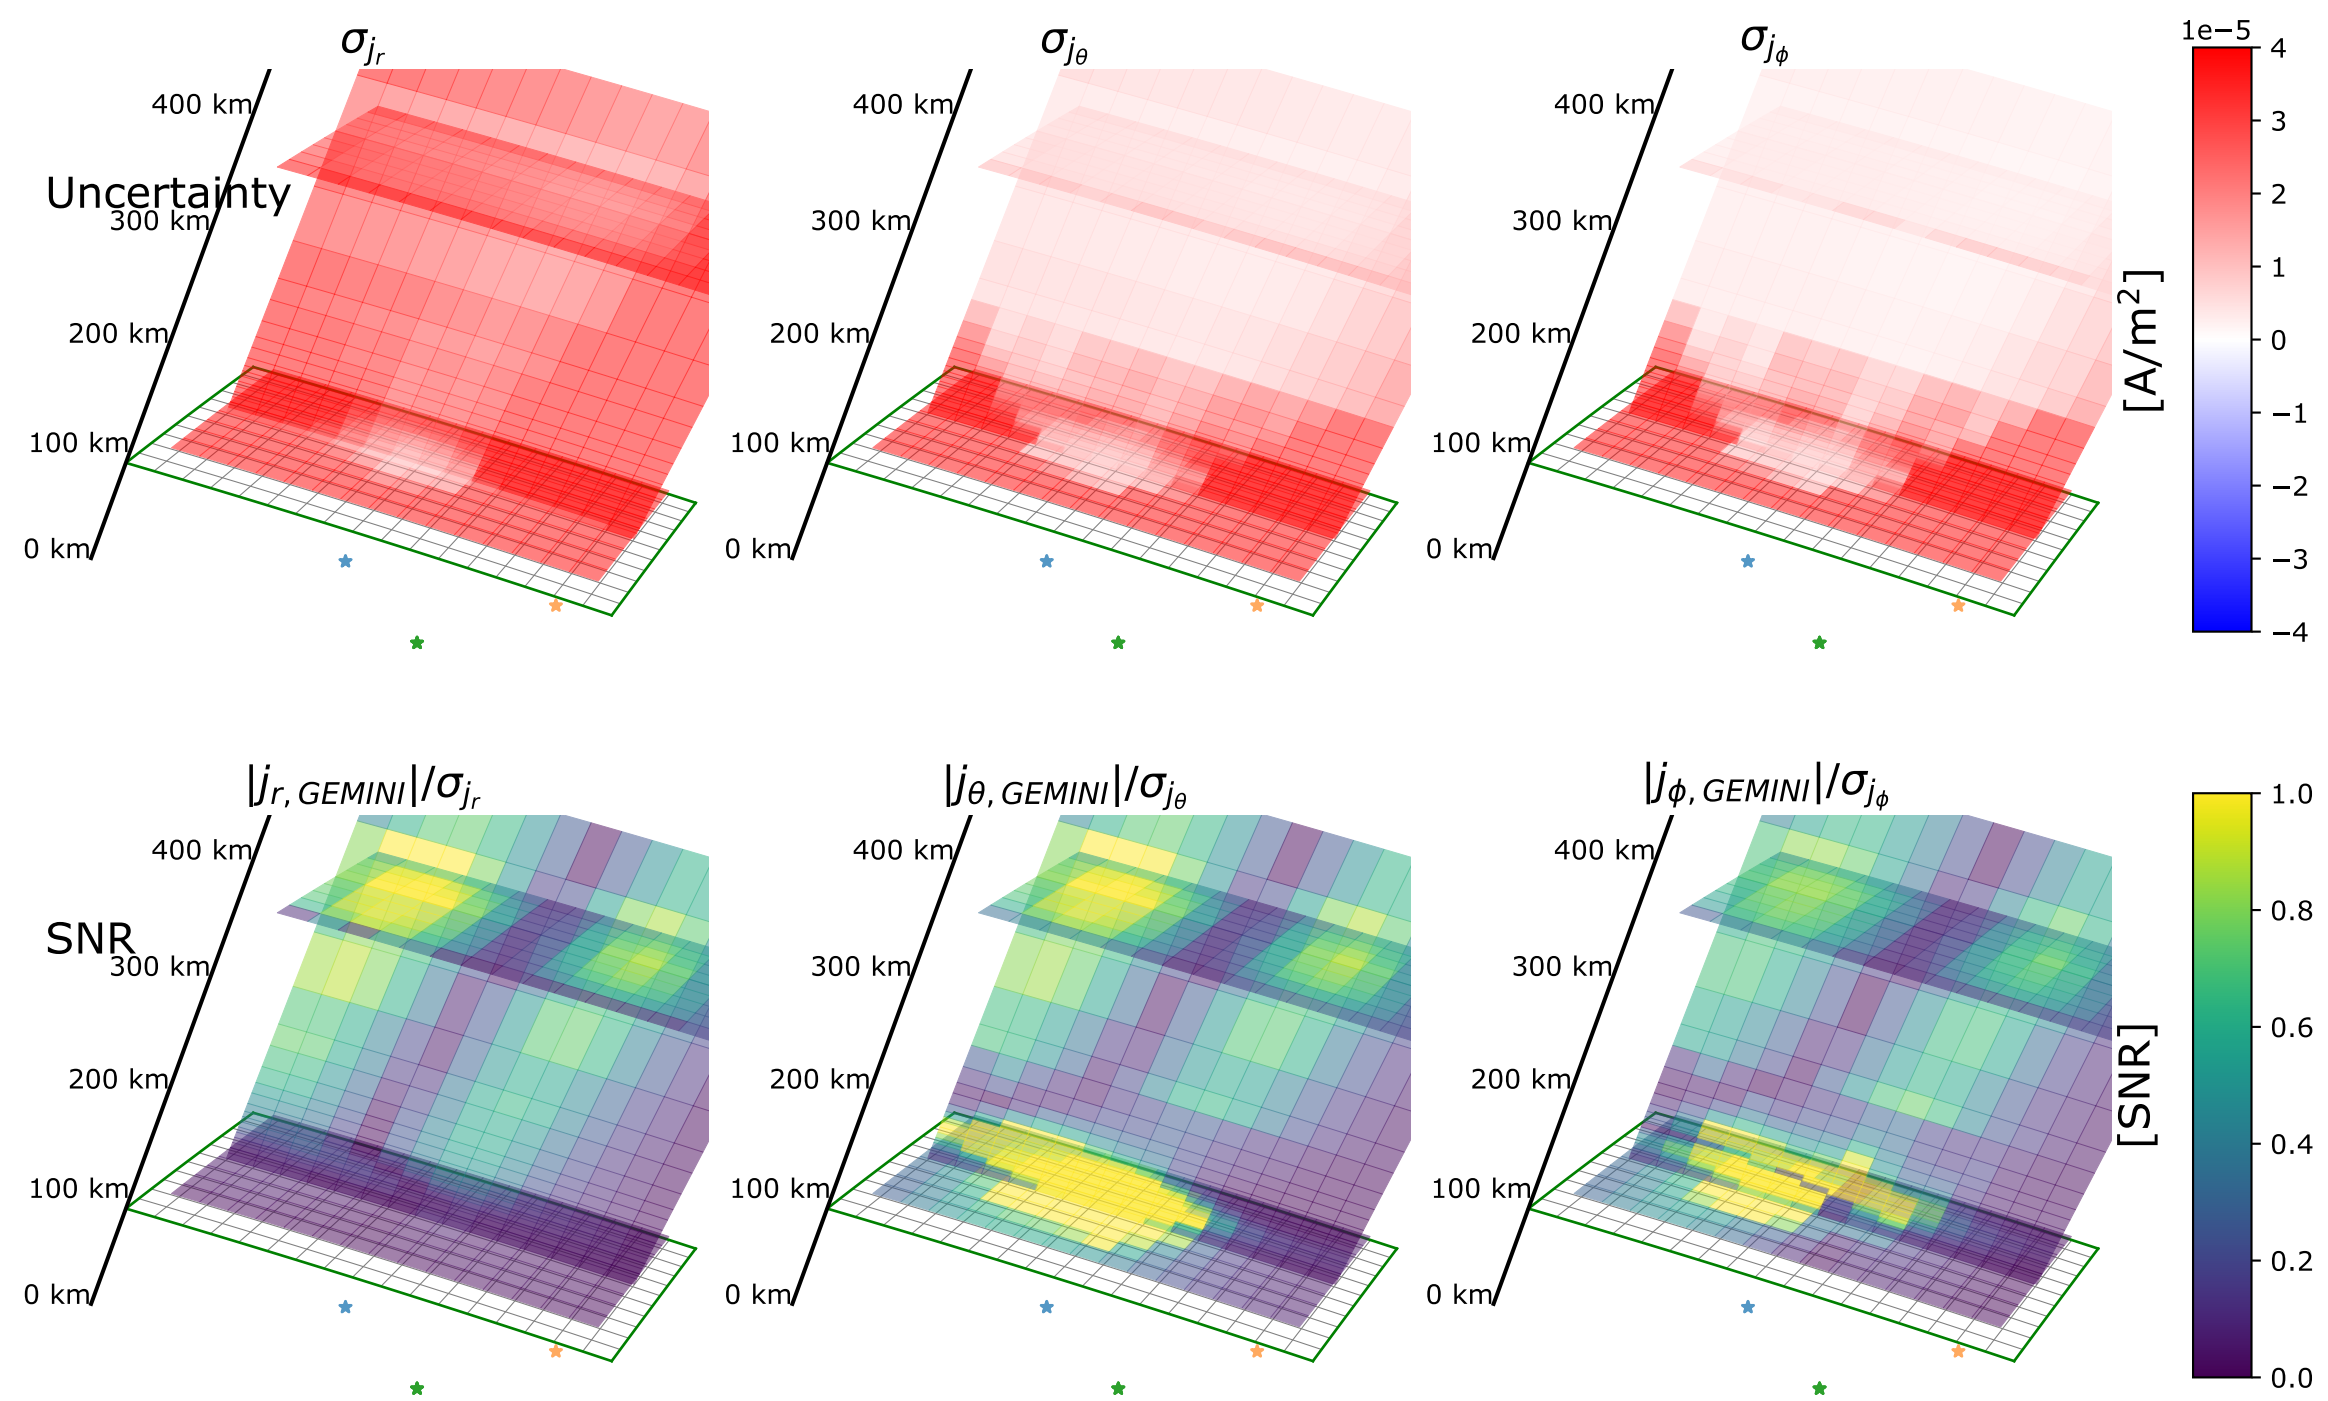 σ_{j_r}
σ_{j_θ}
σ_{j_ϕ}
1e−5
400 km
Uncertainty
300 km
200 km
100 km
0 km
400 km
300 km
200 km
100 km
0 km
400 km
300 km
200 km
100 km
0 km
4
3
2
1
0
−1
−2
−3
−4
[A/m²]
|j_{r, GEMINI}|/σ_{j_r}
|j_{θ, GEMINI}|/σ_{j_θ}
|j_{ϕ, GEMINI}|/σ_{j_ϕ}
400 km
SNR
300 km
200 km
100 km
0 km
400 km
300 km
200 km
100 km
0 km
400 km
300 km
200 km
100 km
0 km
1.0
0.8
0.6
0.4
0.2
0.0
[SNR]